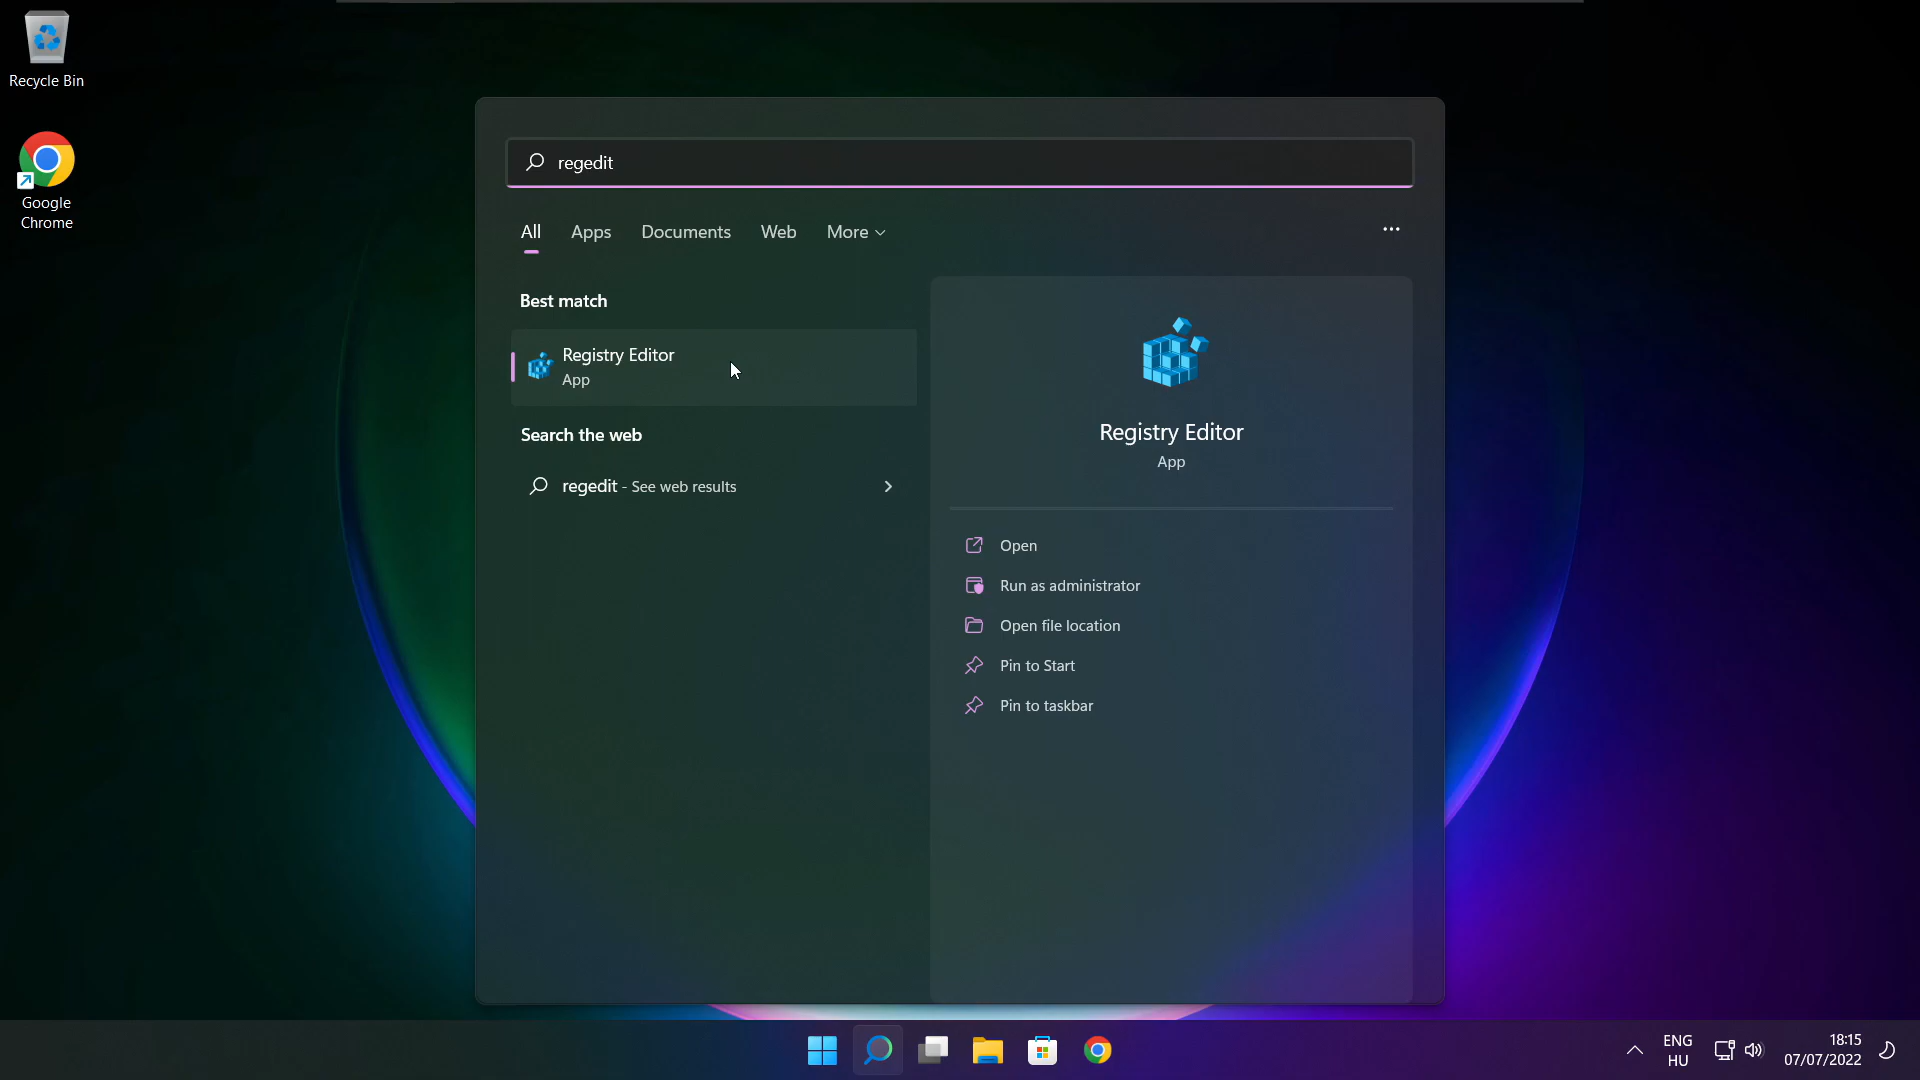 Recycle Bin
Google
Chrome
regedit
All Apps Documents Web More
Best match
Registry Editor
App
Search the web
regedit - See web results
Registry Editor
App
Open
Run as administrator
Open file location
Pin to Start
Pin to taskbar
ENG
HU
18:15
07/07/2022